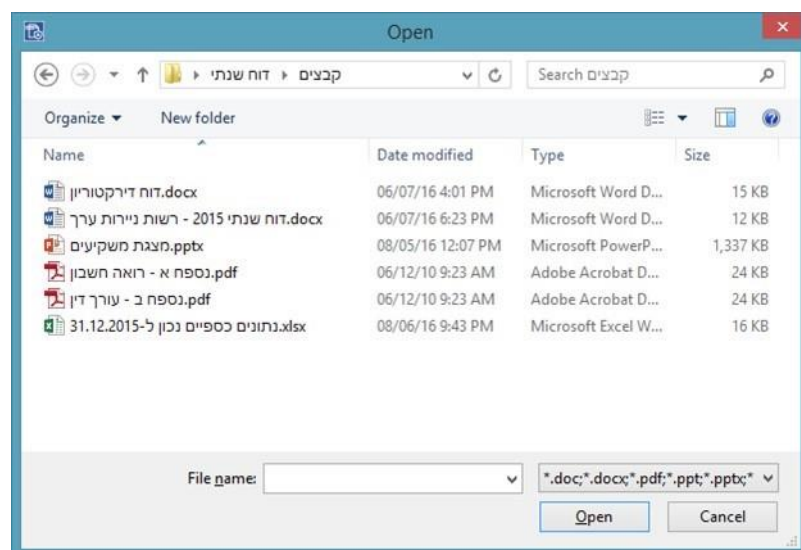 Open
דוח שנתי ▸ קבצים
Search קבצים
Organize New folder
Name Date modified Type Size
דוח דירקטוריון.docx 06/07/16 4:01 PM Microsoft Word D... 15 KB
דוח שנתי 2015 - רשות ניירות ערך.docx 06/07/16 6:23 PM Microsoft Word D... 12 KB
מצגת משקיעים.pptx 08/05/16 12:07 PM Microsoft PowerP... 1,337 KB
נספח א - רואה חשבון.pdf 06/12/10 9:23 AM Adobe Acrobat D... 24 KB
נספח ב - עורך דין.pdf 06/12/10 9:23 AM Adobe Acrobat D... 24 KB
נתונים כספיים נכון ל-31.12.2015.xlsx 08/06/16 9:43 PM Microsoft Excel W... 16 KB
File name: *.doc;*.docx;*.pdf;*.ppt;*.pptx;*
Open Cancel